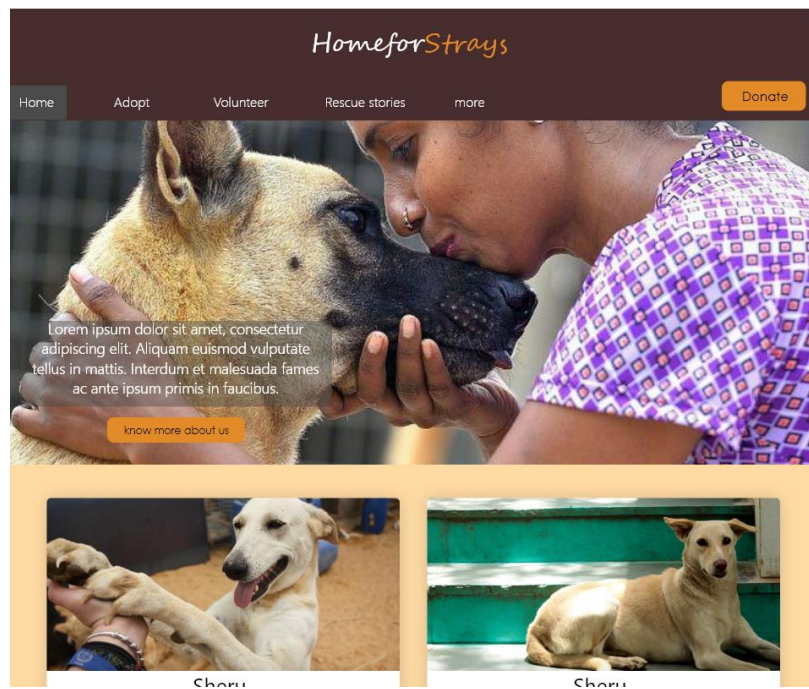 HomeforStrays
Home Adopt Volunteer Rescue stories more Donate
Lorem ipsum dolor sit amet, consectetur
adipiscing elit. Aliquam euismod vulputate
tellus in mattis. Interdum et malesuada fames
ac ante ipsum primis in faucibus.
know more about us
Sheru Sheru